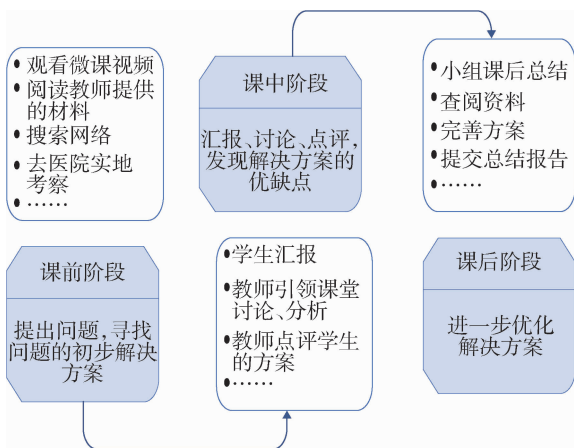 • 观看微课视频
• 阅读教师提供
的材料
• 搜索网络
• 去医院实地
考察
• ……
课中阶段
汇报、讨论、点评,
发现解决方案的
优缺点
• 小组课后总结
• 查阅资料
• 完善方案
• 提交总结报告
• ……
课前阶段
提出问题,寻找
问题的初步解决
方案
• 学生汇报
• 教师引领课堂
讨论、分析
• 教师点评学生
的方案
• ……
课后阶段
进一步优化
解决方案